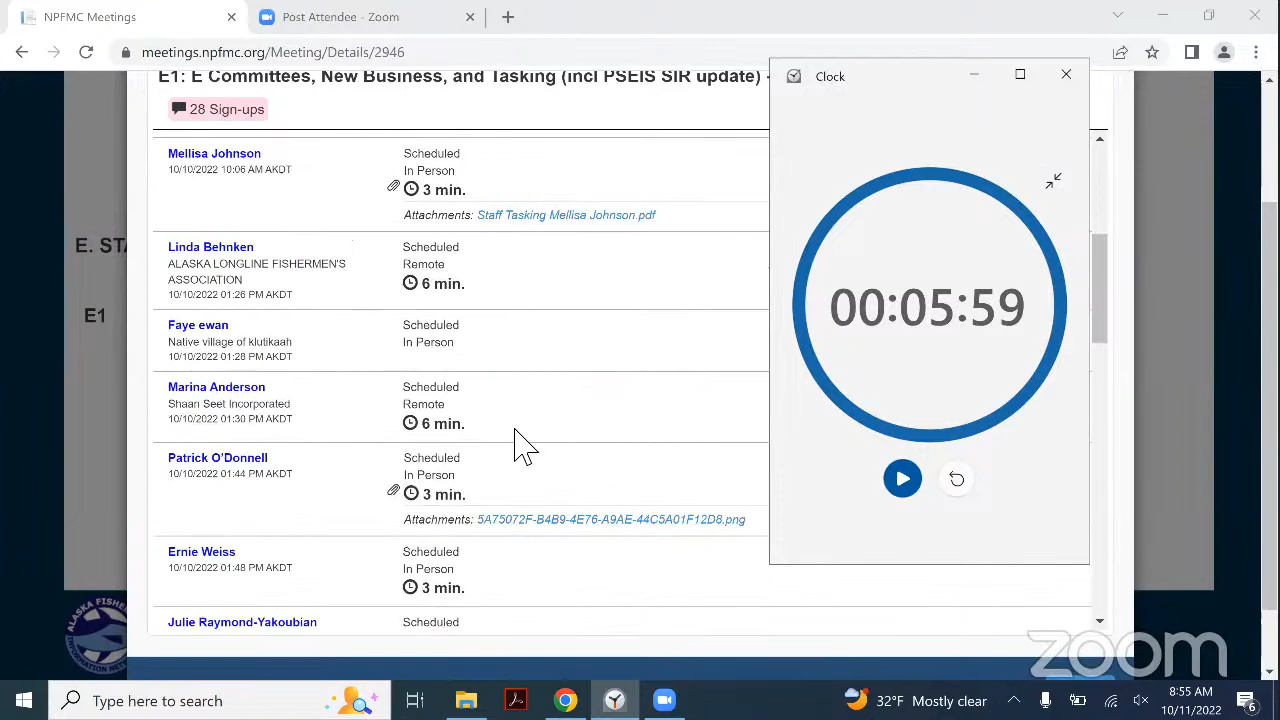 NPFMC Meetings
Post Attendee - Zoom
meetings.npfmc.org/Meeting/Details/2946
E1: E Committees, New Business, and Tasking (incl PSEIS SIR update) -
28 Sign-ups
Mellisa Johnson
10/10/2022 10:06 AM AKDT
Scheduled
In Person
3 min.
Attachments: Staff Tasking Mellisa Johnson.pdf
Linda Behnken
ALASKA LONGLINE FISHERMEN'S
ASSOCIATION
10/10/2022 01:26 PM AKDT
Scheduled
Remote
6 min.
Faye ewan
Native village of klutikaah
10/10/2022 01:28 PM AKDT
Scheduled
In Person
Marina Anderson
Shaan Seet Incorporated
10/10/2022 01:30 PM AKDT
Scheduled
Remote
6 min.
Patrick O'Donnell
10/10/2022 01:44 PM AKDT
Scheduled
In Person
3 min.
Attachments: 5A75072F-B4B9-4E76-A9AE-44C5A01F12D8.png
Ernie Weiss
10/10/2022 01:48 PM AKDT
Scheduled
In Person
3 min.
Julie Raymond-Yakoubian
Scheduled
Clock
00:05:59
E. STA
E1
ALASKA FISHE
INFORMATION NETW
zoom
Type here to search
32°F Mostly clear
8:55 AM
10/11/2022
6